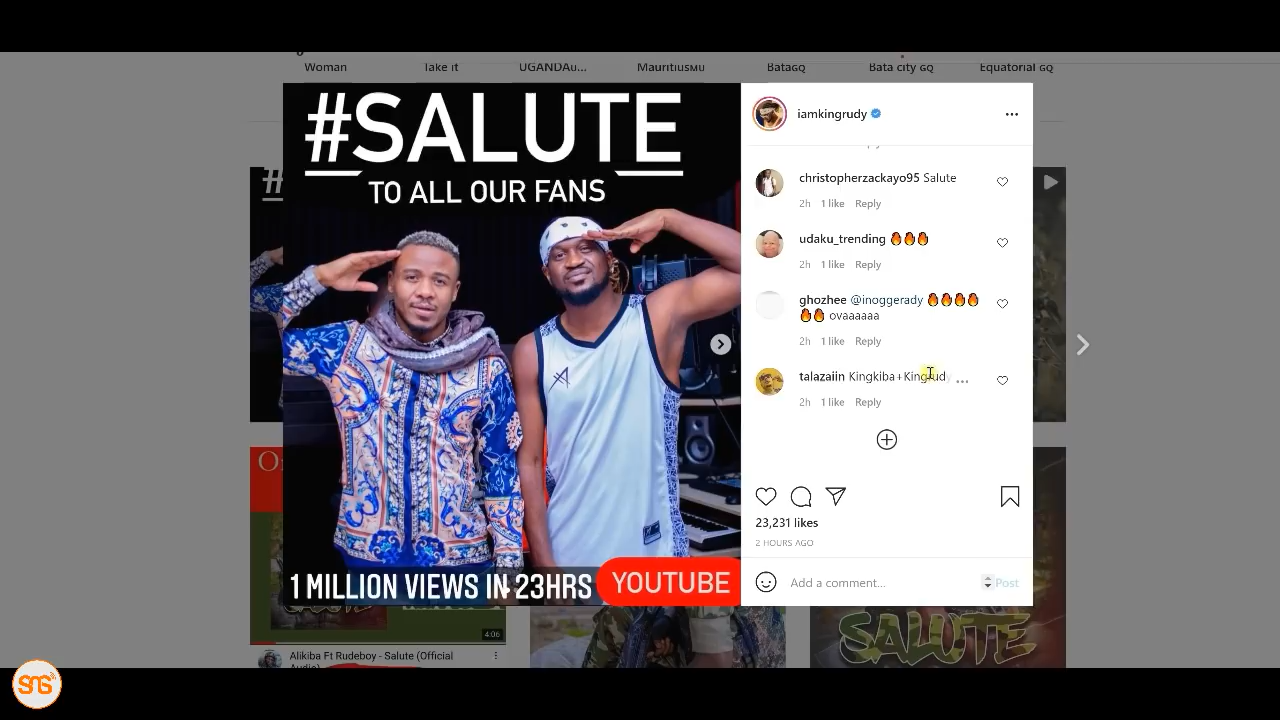 Woman
Take it
UGANDAu...
MauritiusMu
BataGQ
Bata city GQ
Equatorial GQ
#SALUTE
TO ALL OUR FANS
1 MILLION VIEWS IN 23HRS
YOUTUBE
iamkingrudy
christopherzackayo95 Salute
2h 1 like Reply
udaku_trending 🔥🔥🔥
2h 1 like Reply
ghozhee @inoggerady 🔥🔥🔥🔥
🔥🔥 ovaaaaaa
2h 1 like Reply
talazaiin Kingkiba+Kingrud ...
2h 1 like Reply
23,231 likes
2 HOURS AGO
Add a comment...
Post
4:06
Alikiba Ft Rudeboy - Salute (Official
Audio)
SALUTE
SNS